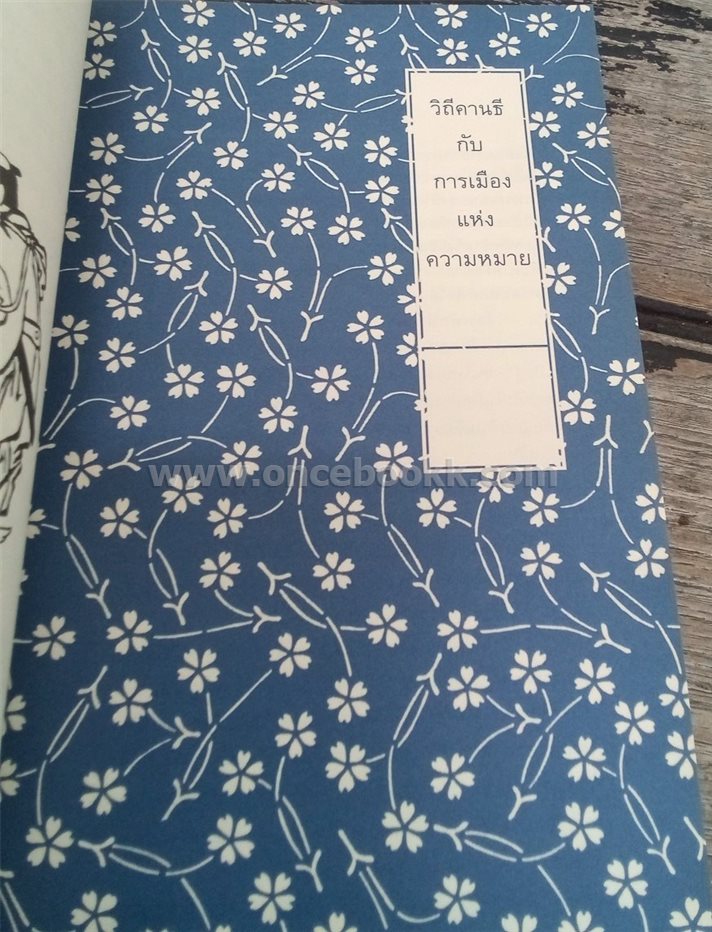 วิถีคานธี
กับ
การเมือง
แห่ง
ความหมาย
www.oncebookk.com